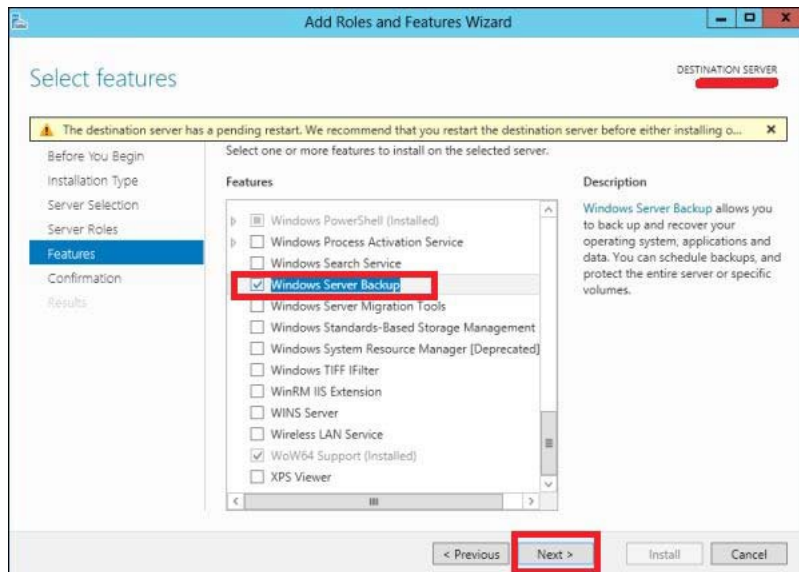 Add Roles and Features Wizard
Select features
DESTINATION SERVER
The destination server has a pending restart. We recommend that you restart the destination server before either installing o...
Before You Begin
Installation Type
Server Selection
Server Roles
Features
Confirmation
Results
Select one or more features to install on the selected server.
Features
Windows PowerShell (Installed)
Windows Process Activation Service
Windows Search Service
Windows Server Backup
Windows Server Migration Tools
Windows Standards-Based Storage Management
Windows System Resource Manager [Deprecated]
Windows TIFF IFilter
WinRM IIS Extension
WINS Server
Wireless LAN Service
WoW64 Support (Installed)
XPS Viewer
Description
Windows Server Backup allows you
to back up and recover your
operating system, applications and
data. You can schedule backups, and
protect the entire server or specific
volumes.
< Previous
Next >
Install
Cancel